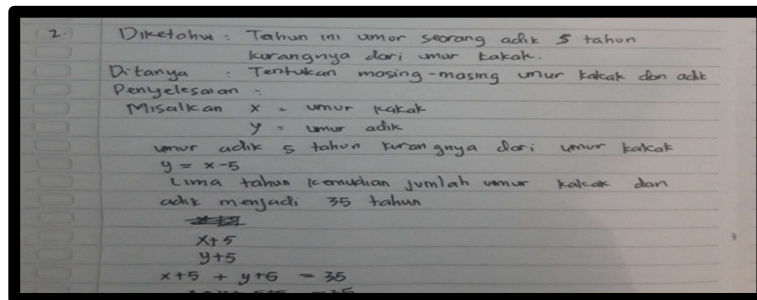 2. Diketahui : Tahun ini umur seorang adik 5 tahun
kurangnya dari umur kakak.
Ditanya : Tentukan masing-masing umur kakak dan adik
Penyelesaian :
Misalkan x = umur kakak
y = umur adik
umur adik 5 tahun kurangnya dari umur kakak
y = x-5
Lima tahun kemudian jumlah umur kakak dan
adik menjadi 35 tahun
x+5
y+5
x+5 + y+5 = 35